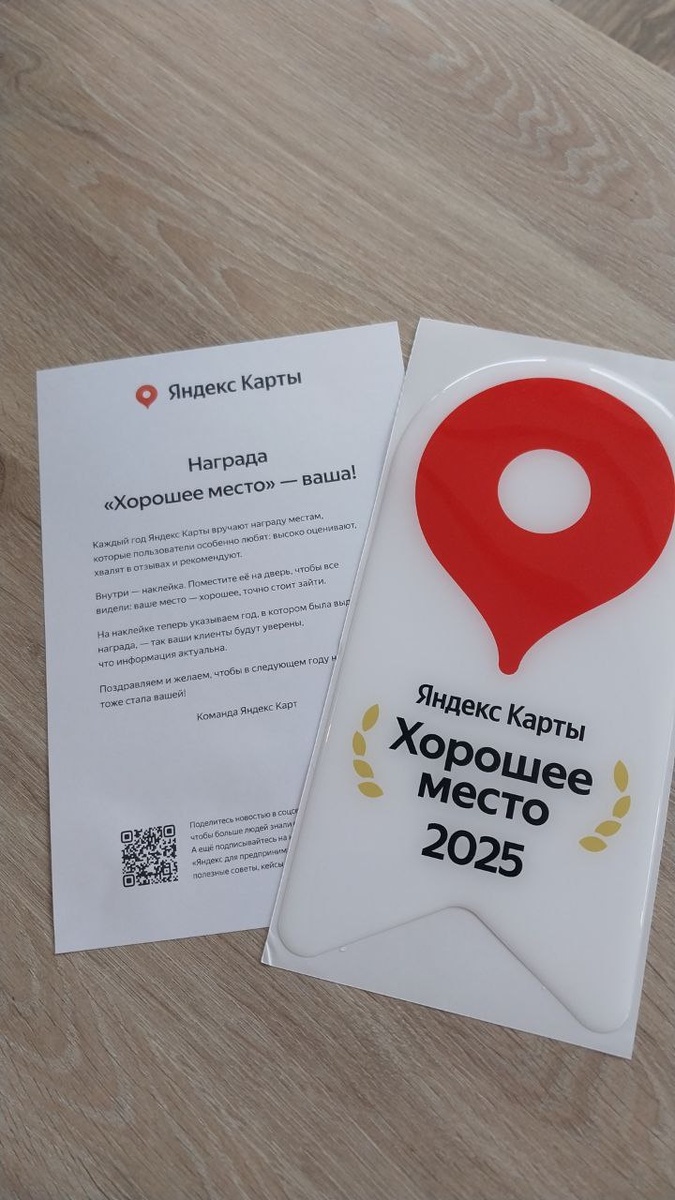 Яндекс Карты
Награда
«Хорошее место» — ваша!
Каждый год Яндекс Карты вручают награду местам,
которые пользователи особенно любят: высоко оценивают,
хвалят в отзывах и рекомендуют.
Внутри — наклейка. Поместите её на дверь, чтобы все
видели: ваше место — хорошее, точно стоит зайти.
На наклейке теперь указываем год, в котором была
награда, — так ваши клиенты будут уверены,
что информация актуальна.
Поздравляем и желаем, чтобы в следующем году
тоже стала вашей!
Команда Яндекс Карт
Поделитесь новостью в
чтобы больше людей
А ещё подписывайтесь на
«Яндекс для
полезные советы,
Яндекс Карты
Хорошее
место
2025